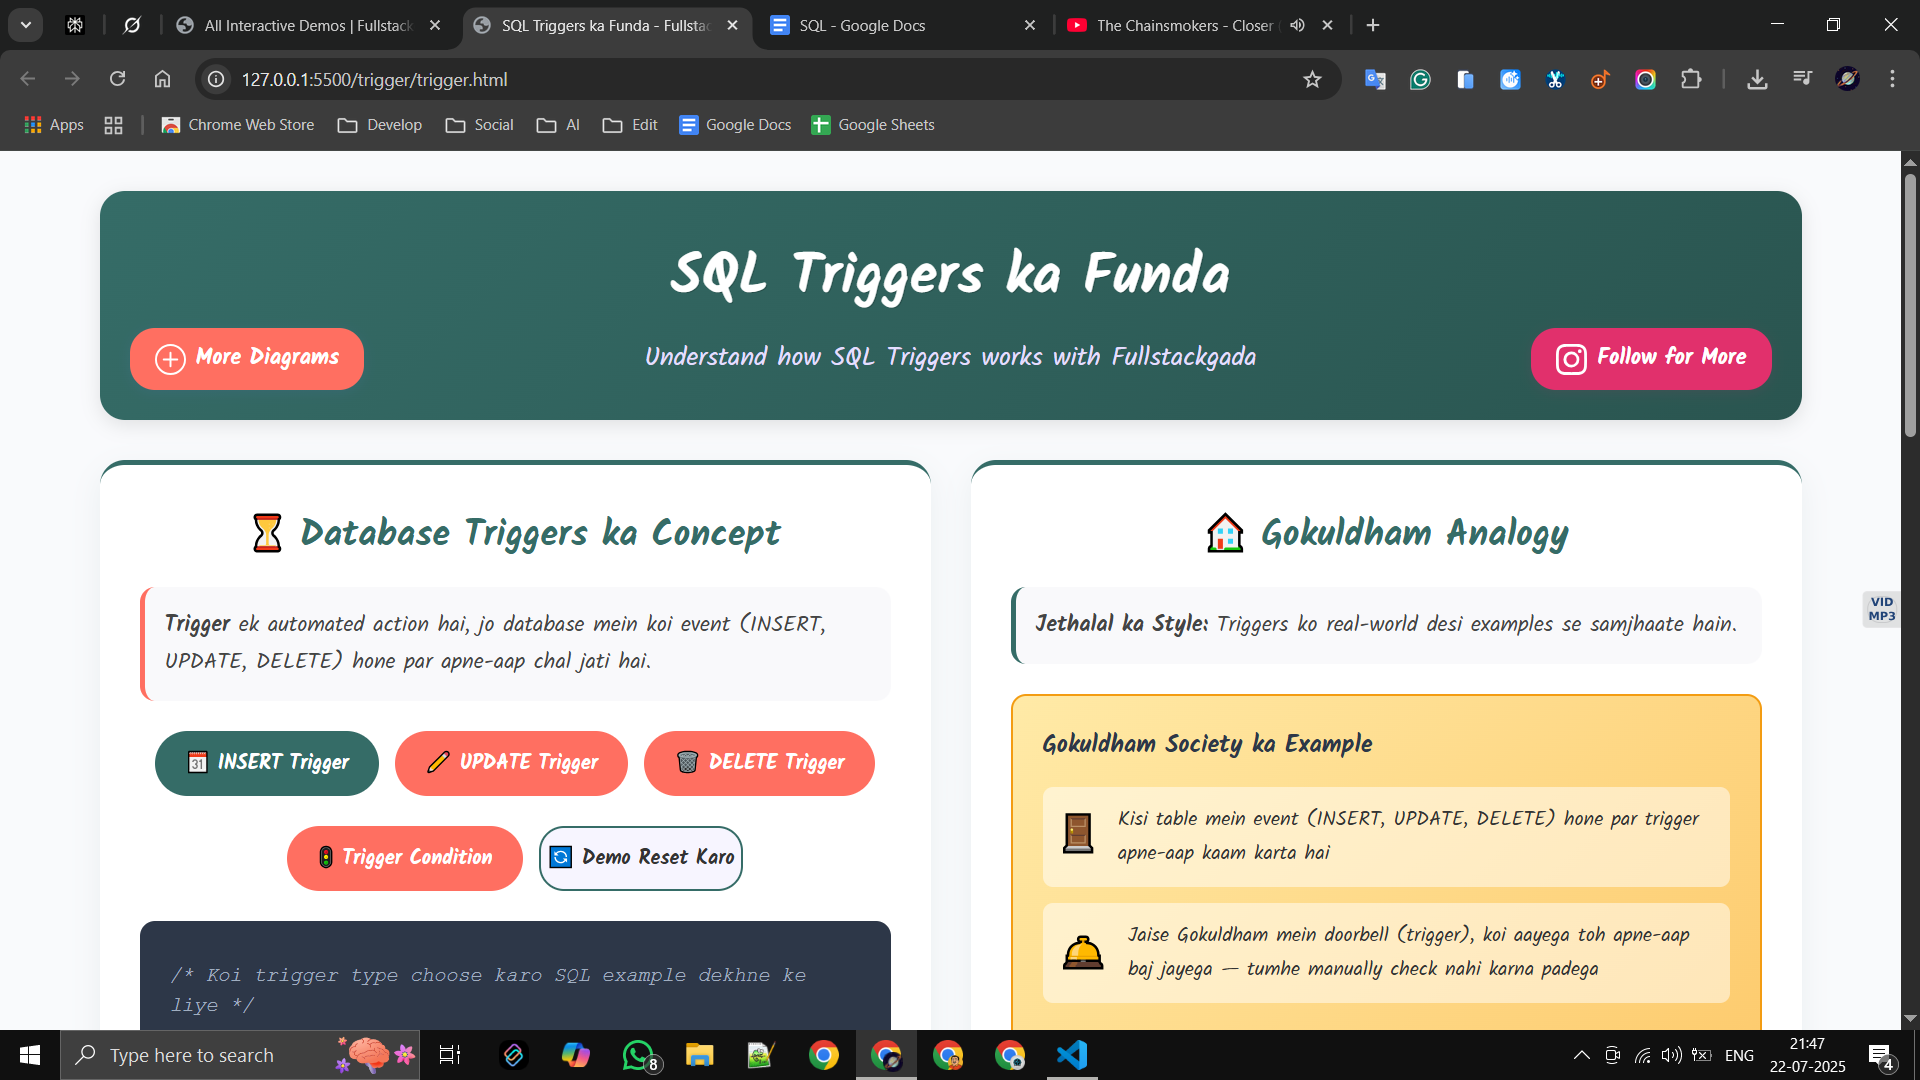 All Interactive Demos | Fullstack
SQL Triggers ka Funda - Fullsta
SQL - Google Docs
The Chainsmokers - Closer
127.0.0.1:5500/trigger/trigger.html
Apps
Chrome Web Store
Develop
Social
AI
Edit
Google Docs
Google Sheets
SQL Triggers ka Funda
More Diagrams
Understand how SQL Triggers works with Fullstackgada
Follow for More
Database Triggers ka Concept
Trigger ek automated action hai, jo database mein koi event (INSERT,
UPDATE, DELETE) hone par apne-aap chal jati hai.
31 INSERT Trigger
UPDATE Trigger
DELETE Trigger
Trigger Condition
Demo Reset Karo
/* Koi trigger type choose karo SQL example dekhne ke
liye */
Gokuldham Analogy
Jethalal ka Style: Triggers ko real-world desi examples se samjhaate hain.
Gokuldham Society ka Example
Kisi table mein event (INSERT, UPDATE, DELETE) hone par trigger
apne-aap kaam karta hai
Jaise Gokuldham mein doorbell (trigger), koi aayega toh apne-aap
baj jayega — tumhe manually check nahi karna padega
VID
MP3
Type here to search
8
ENG
21:47
22-07-2025
4